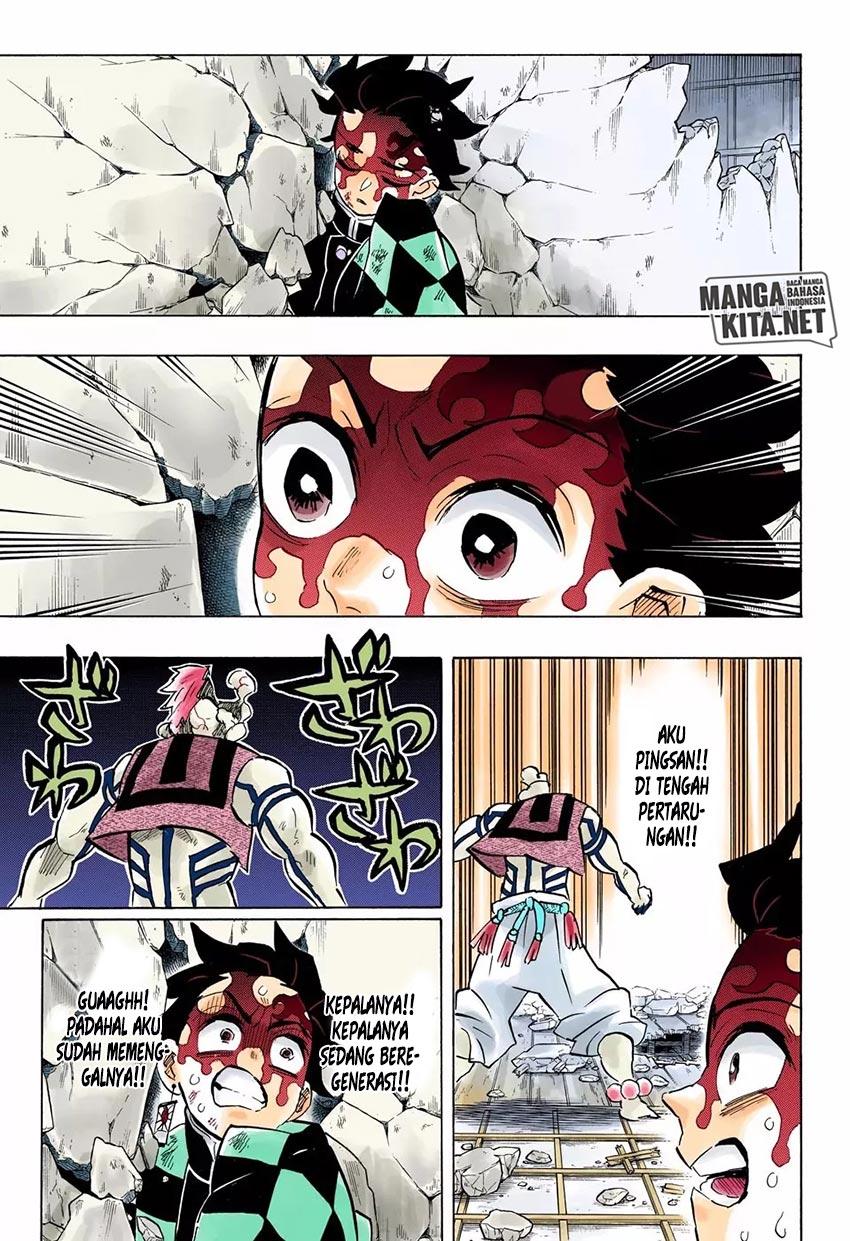 MANGA
KITA.NET
BACA MANGA
BAHASA
INDONESIA
AKU
PINGSAN!!
DI TENGAH
PERTARU-
NGAN!!
ざわ
ざわ
ざわ
KEPALANYA!!
KEPALANYA
SEDANG BERE-
GENERASI!!
GUAAGHH!
PADAHAL AKU
SUDAH MEMENG-
GALNYA!!